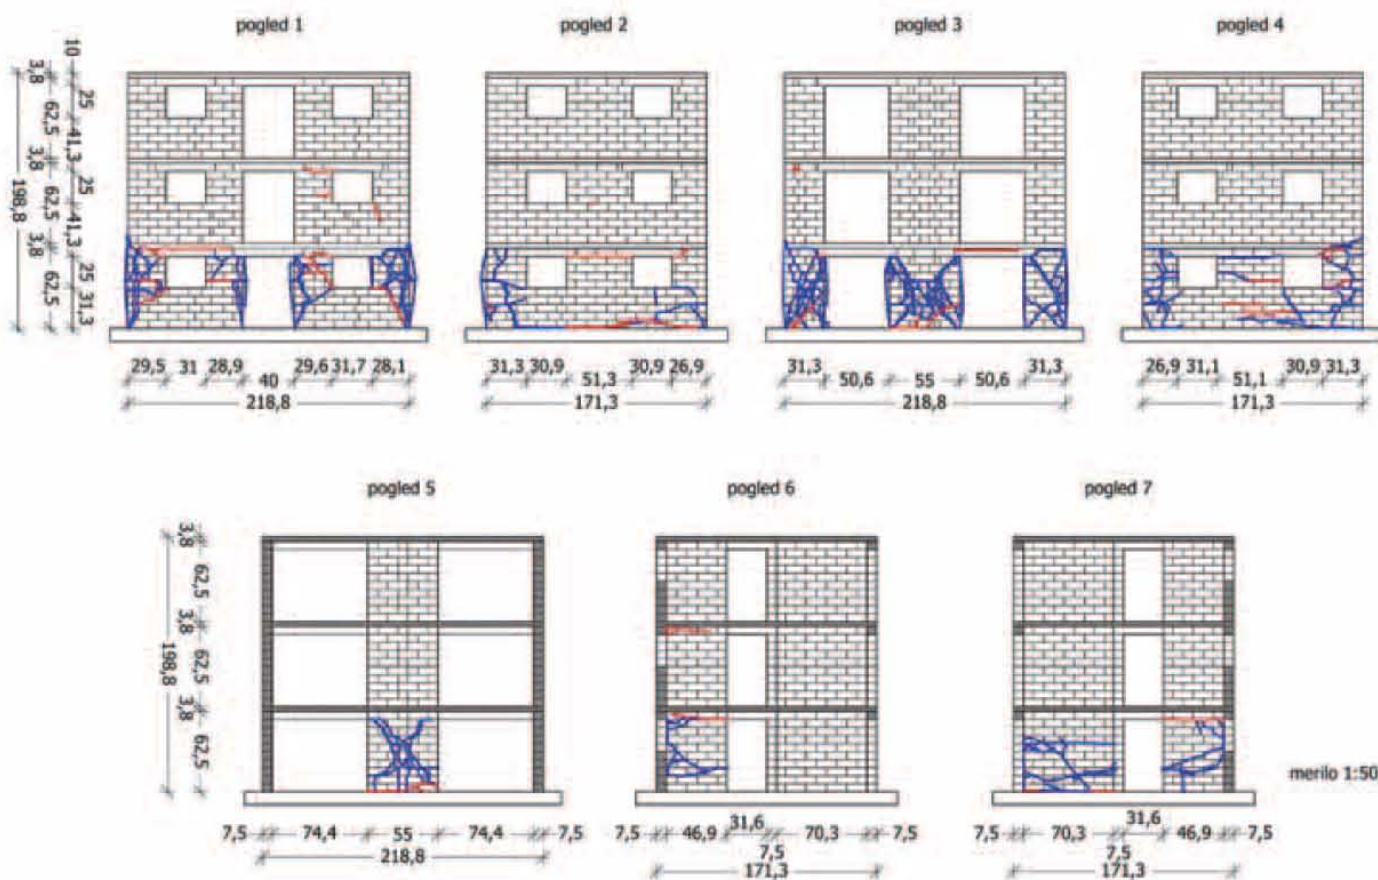 pogled 1
pogled 2
pogled 3
pogled 4
10
3,8
25
62,5
41,3
3,8
25
62,5
41,3
3,8
25
62,5
31,3
198,8
29,5 31 28,9 40 29,6 31,7 28,1
218,8
31,3 30,9 51,3 30,9 26,9
171,3
31,3 50,6 55 50,6 31,3
218,8
26,9 31,1 51,1 30,9 31,3
171,3
pogled 5
pogled 6
pogled 7
3,8
62,5
3,8
62,5
3,8
62,5
198,8
merilo 1:50
7,5 74,4 55 74,4 7,5
218,8
7,5 46,9 31,6 70,3 7,5
7,5
171,3
7,5 70,3 31,6 46,9 7,5
7,5
171,3